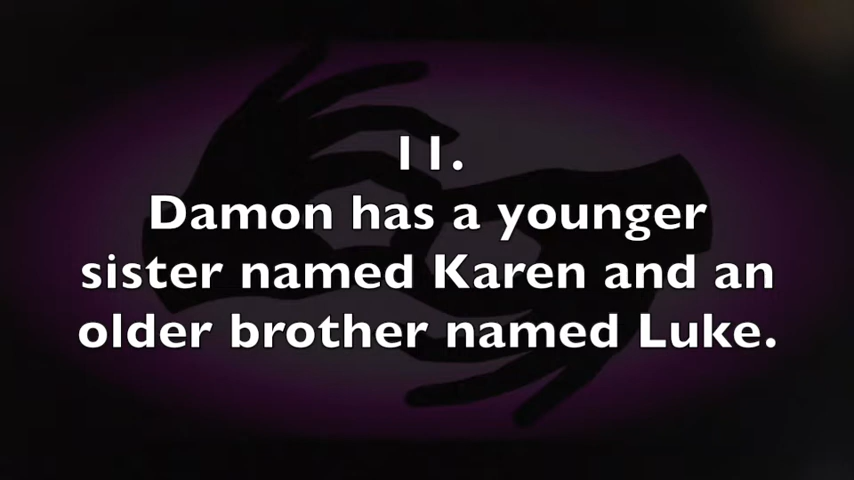 11.
Damon has a younger
sister named Karen and an
older brother named Luke.